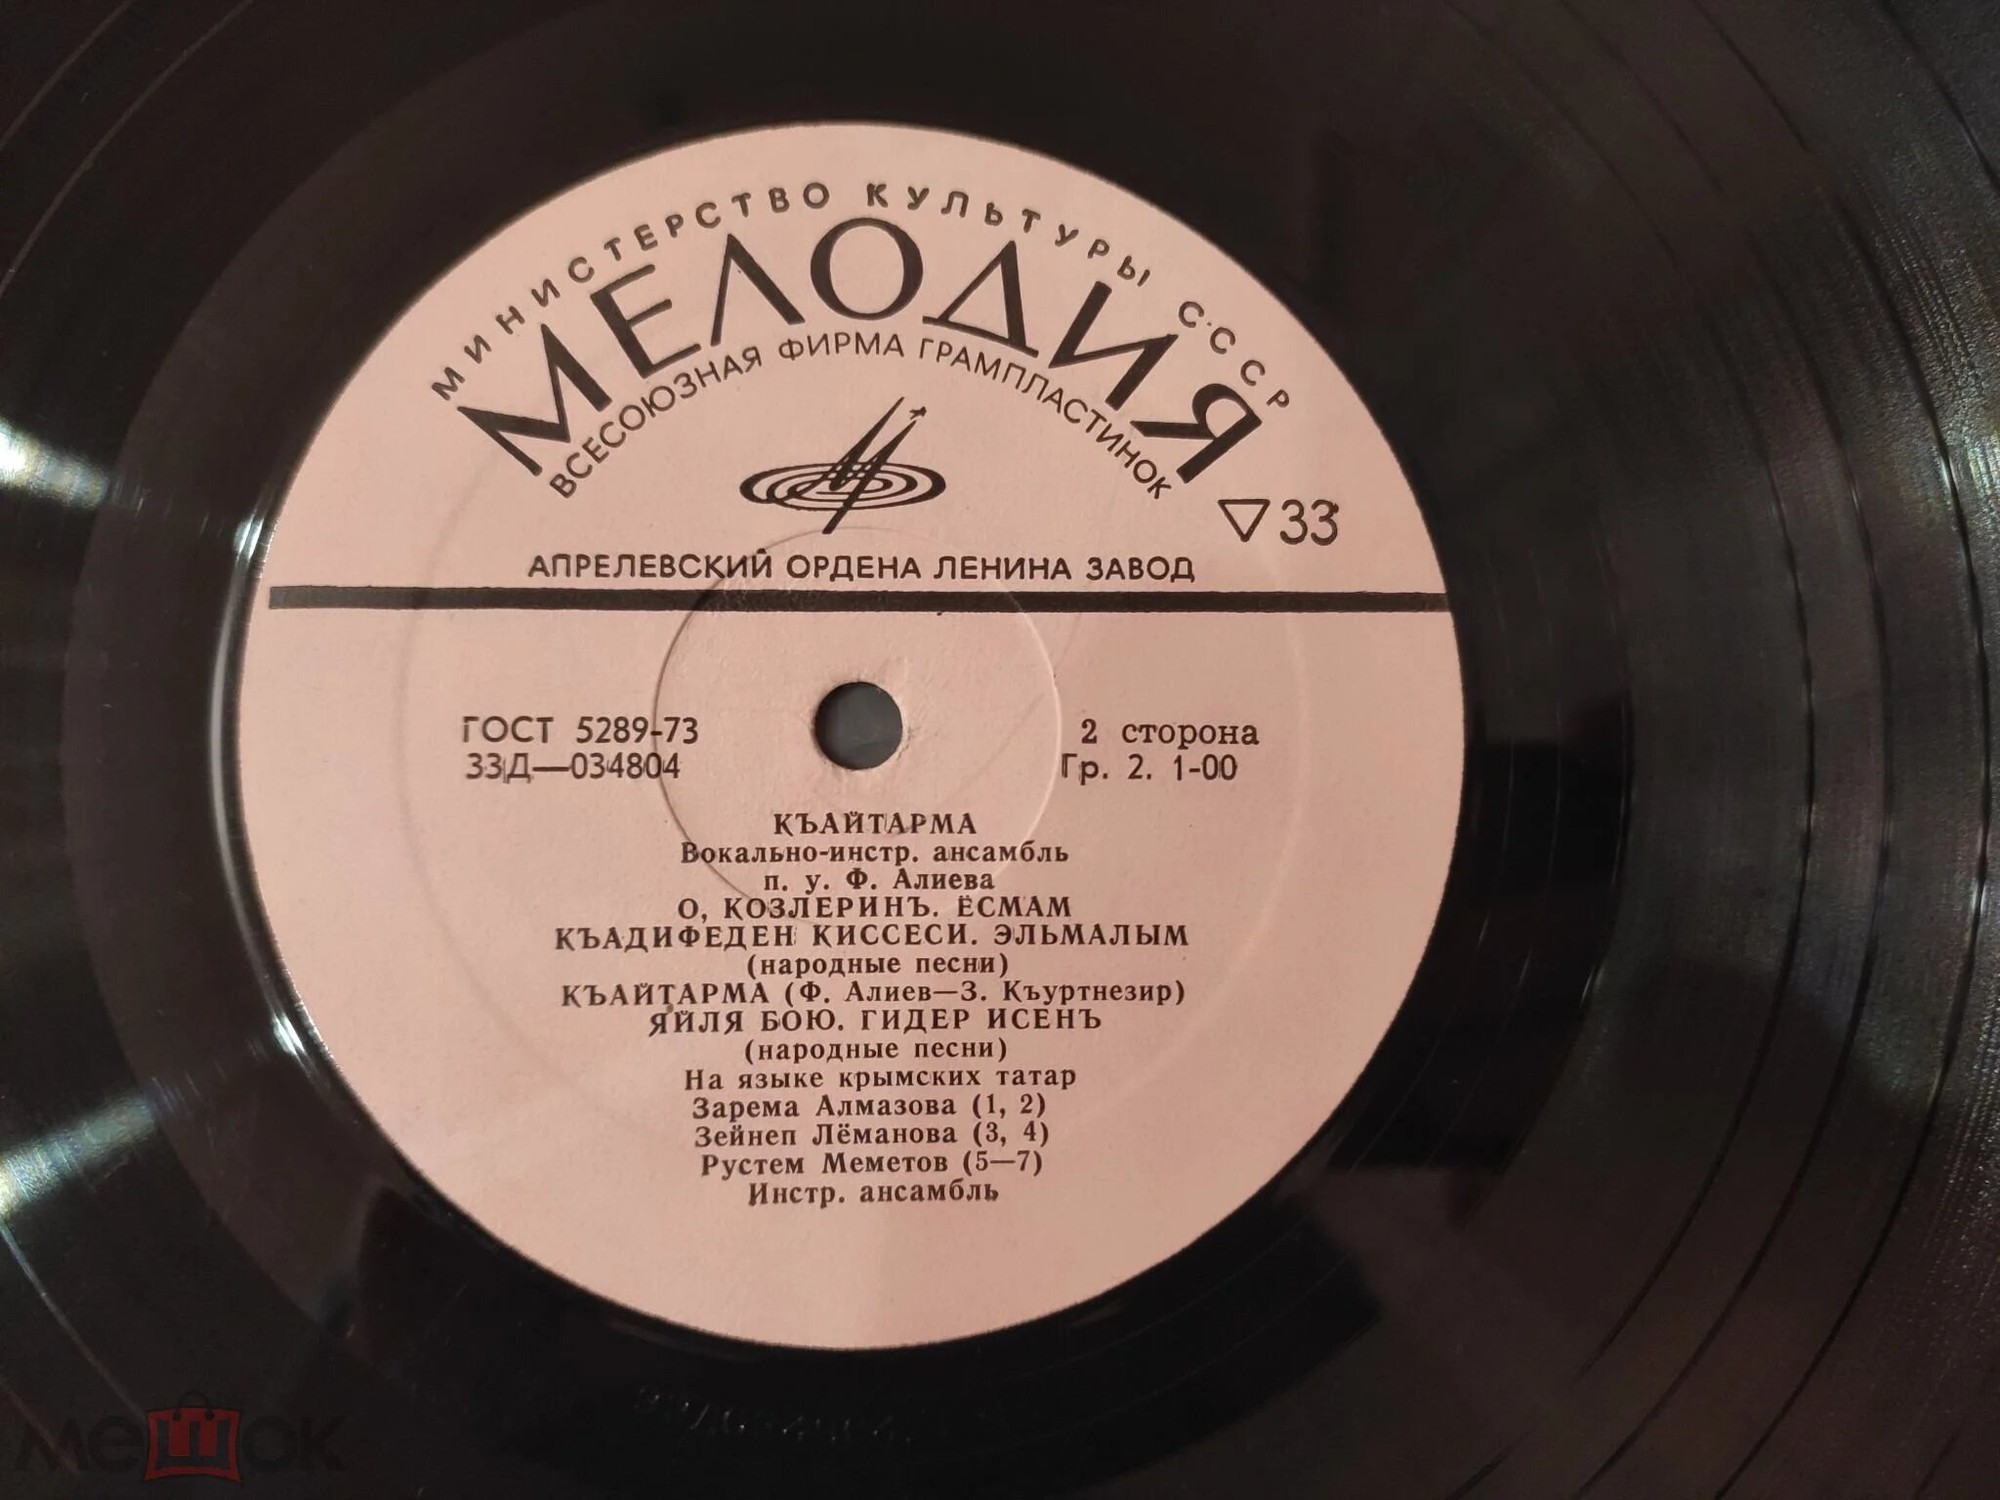 МИНИСТЕРСТВО КУЛЬТУРЫ СССР
МЕЛОДИЯ
ВСЕСОЮЗНАЯ ФИРМА ГРАМПЛАСТИНОК
▽33
АПРЕЛЕВСКИЙ ОРДЕНА ЛЕНИНА ЗАВОД
ГОСТ 5289-73
33Д—034804
2 сторона
Гр. 2. 1-00
КЪАЙТАРМА
Вокально-инстр. ансамбль
п. у. Ф. Алиева
О, КОЗЛЕРИНЪ. ЁСМАМ
КЪАДИФЕДЕН КИССЕСИ. ЭЛЬМАЛЫМ
(народные песни)
КЪАЙТАРМА (Ф. Алиев—З. Къуртнезир)
ЯЙЛЯ БОЮ. ГИДЕР ИСЕНЪ
(народные песни)
На языке крымских татар
Зарема Алмазова (1, 2)
Зейнеп Лёманова (3, 4)
Рустем Меметов (5—7)
Инстр. ансамбль
мешок